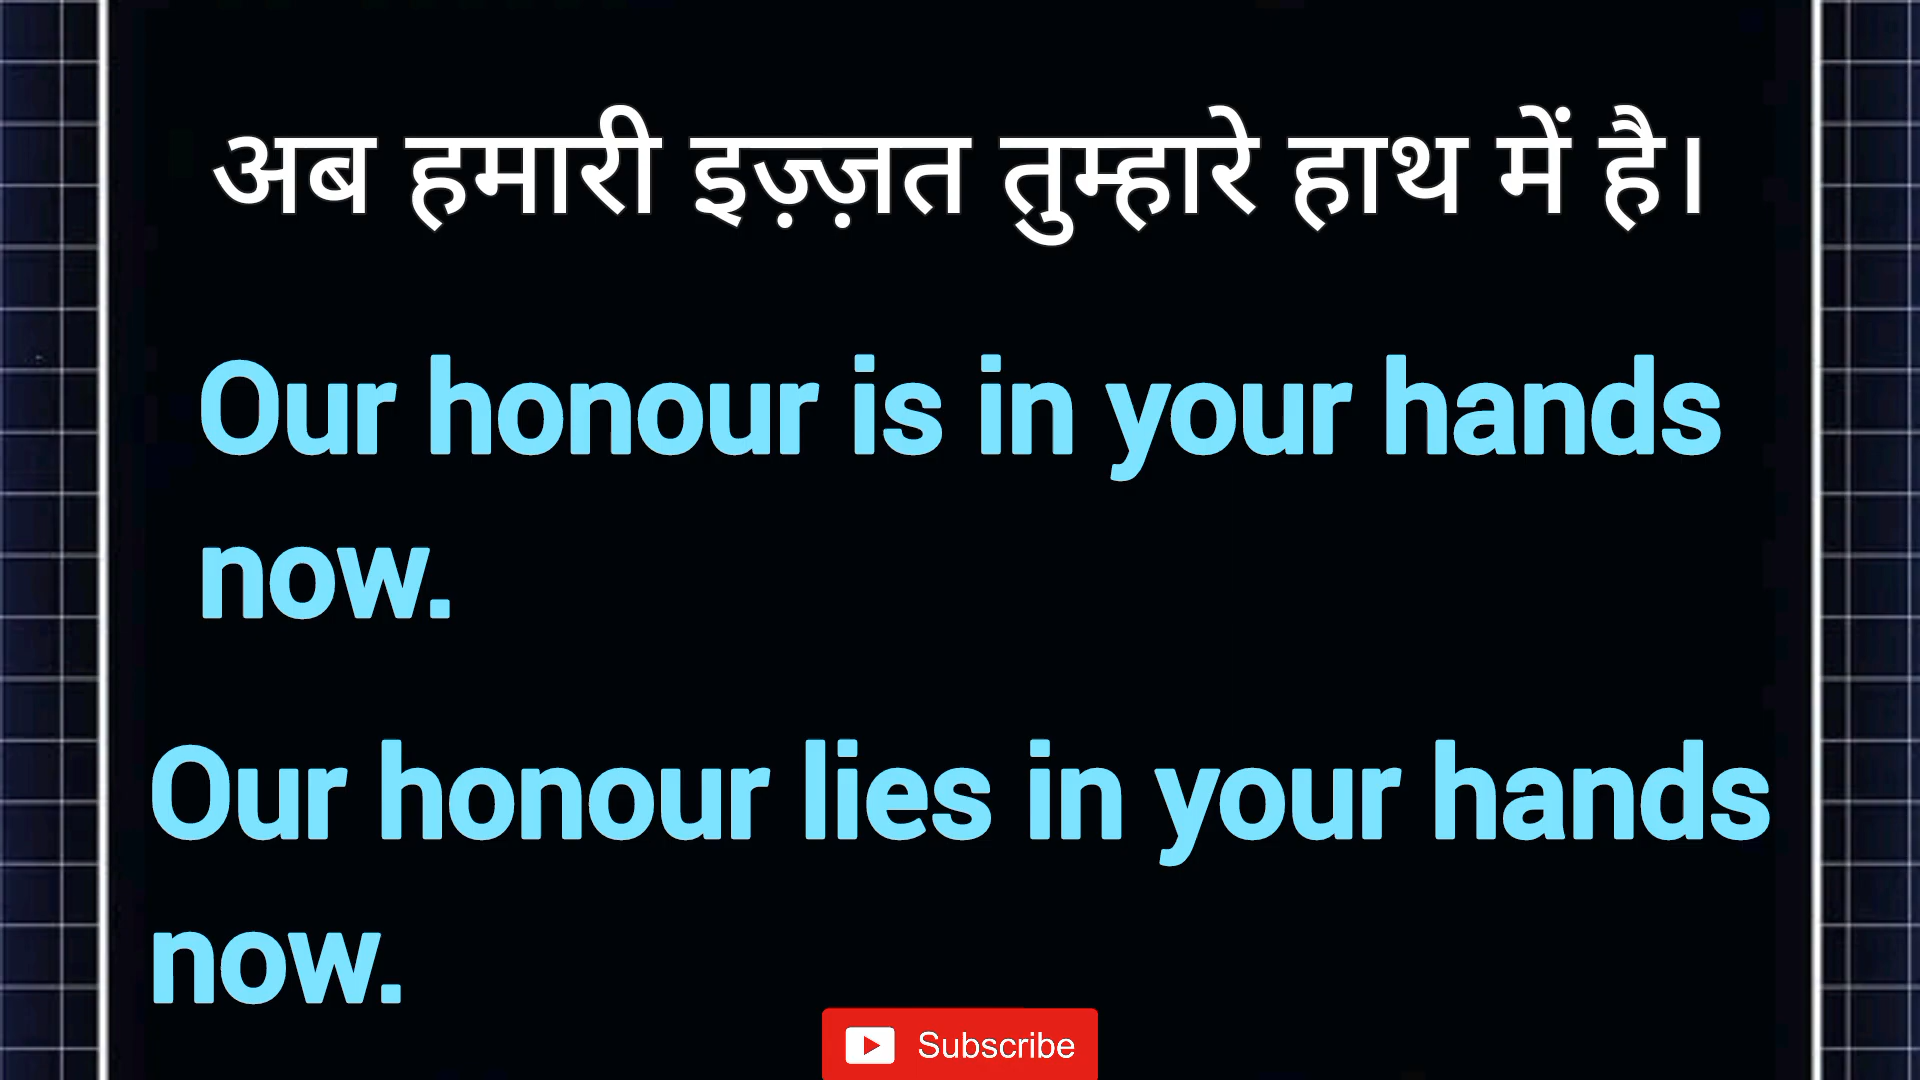 अब हमारी इज़्ज़त तुम्हारे हाथ में है।
Our honour is in your hands
now.
Our honour lies in your hands
now.
Subscribe